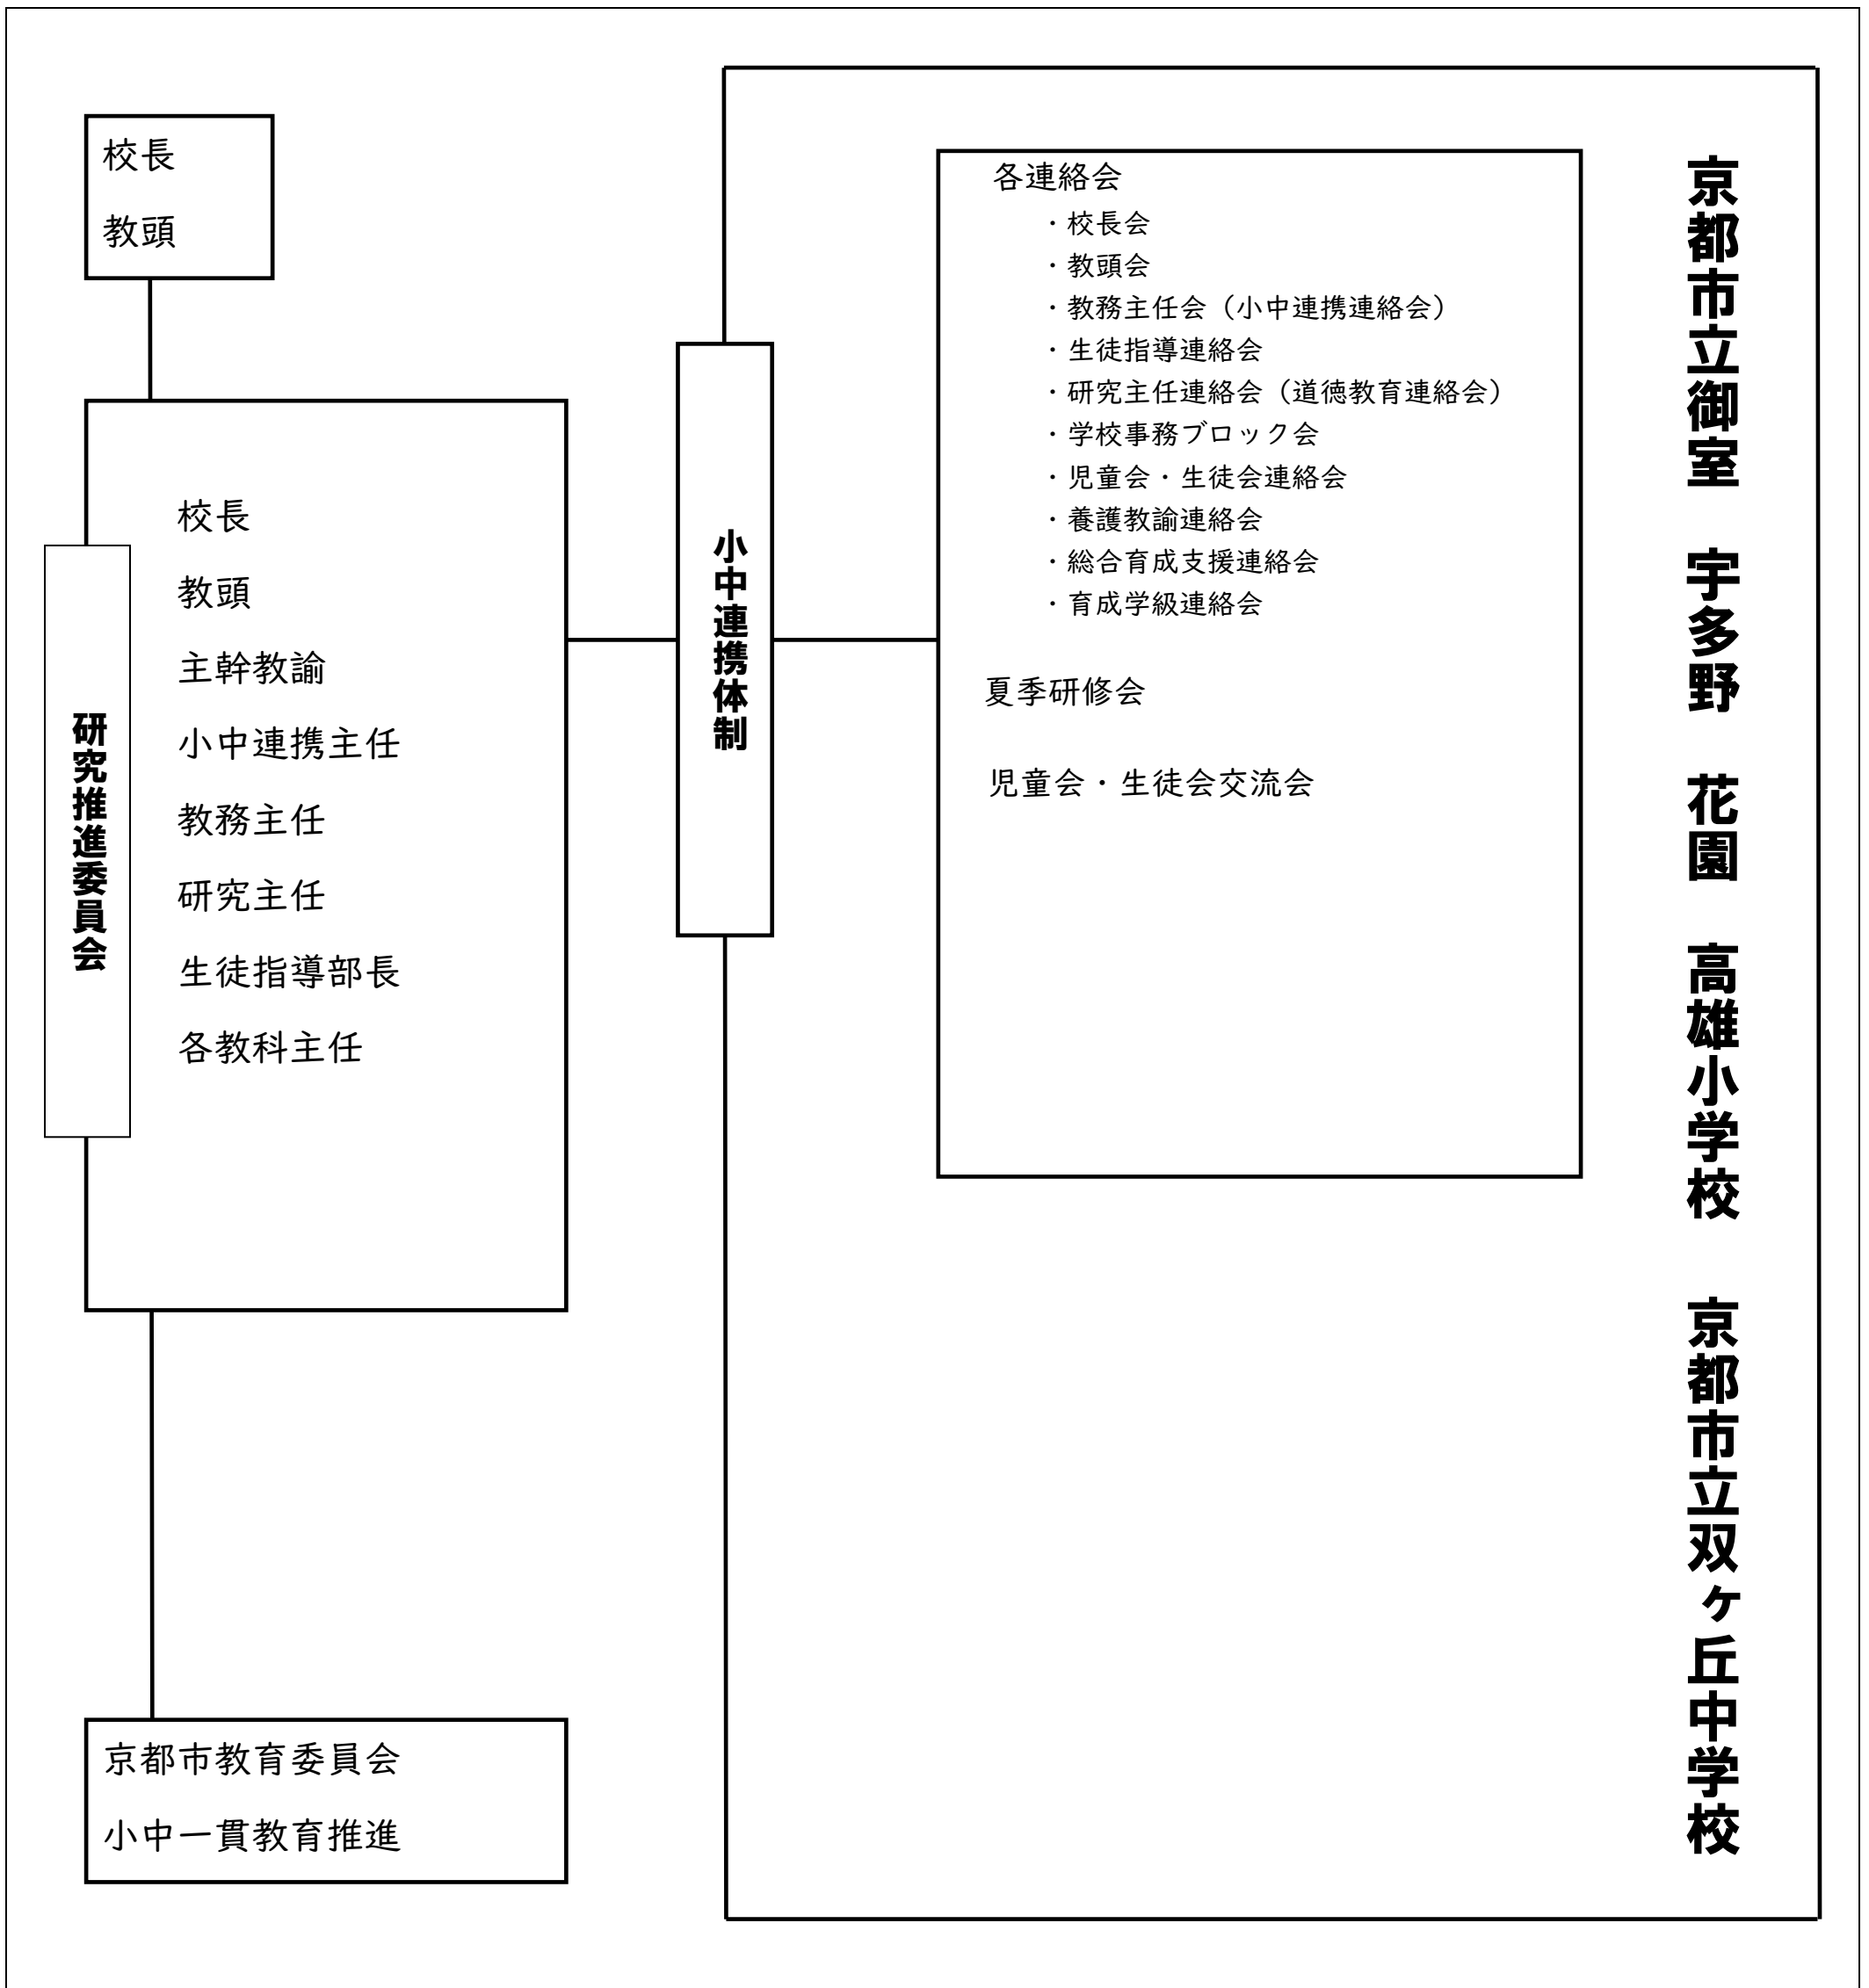 校長
教頭
研究推進委員会
校長
教頭
主幹教諭
小中連携主任
教務主任
研究主任
生徒指導部長
各教科主任
京都市教育委員会
小中一貫教育推進
小中連携体制
各連絡会
・校長会
・教頭会
・教務主任会（小中連携連絡会）
・生徒指導連絡会
・研究主任連絡会（道徳教育連絡会）
・学校事務ブロック会
・児童会・生徒会連絡会
・養護教諭連絡会
・総合育成支援連絡会
・育成学級連絡会
夏季研修会
児童会・生徒会交流会
京都市立御室　宇多野　花園　高雄小学校　京都市立双ヶ丘中学校